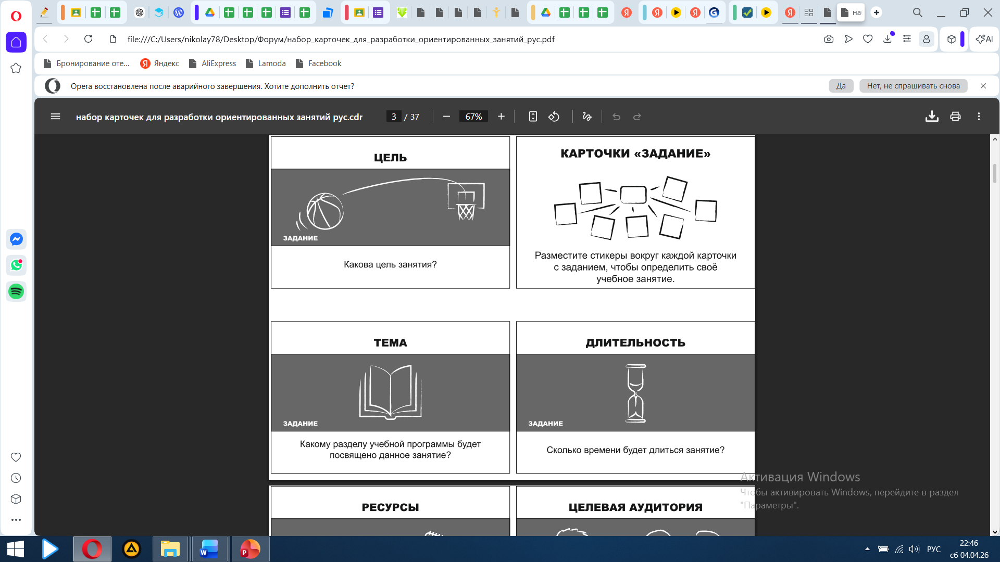 на
file:///C:/Users/nikolay78/Desktop/Форум/набор_карточек_для_разработки_ориентированных_занятий_рус.pdf
AI
Бронирование оте...
Яндекс
AliExpress
Lamoda
Facebook
Opera восстановлена после аварийного завершения. Хотите дополнить отчет?
Да
Нет, не спрашивать снова
набор карточек для разработки ориентированных занятий рус.cdr
3 / 37
67%
ЦЕЛЬ
ЗАДАНИЕ
Какова цель занятия?
КАРТОЧКИ «ЗАДАНИЕ»
Разместите стикеры вокруг каждой карточки
с заданием, чтобы определить своё
учебное занятие.
ТЕМА
ЗАДАНИЕ
Какому разделу учебной программы будет
посвящено данное занятие?
ДЛИТЕЛЬНОСТЬ
ЗАДАНИЕ
Сколько времени будет длиться занятие?
РЕСУРСЫ
ЦЕЛЕВАЯ АУДИТОРИЯ
Активация Windows
Чтобы активировать Windows, перейдите в раздел
"Параметры".
РУС
22:46
сб 04.04.26